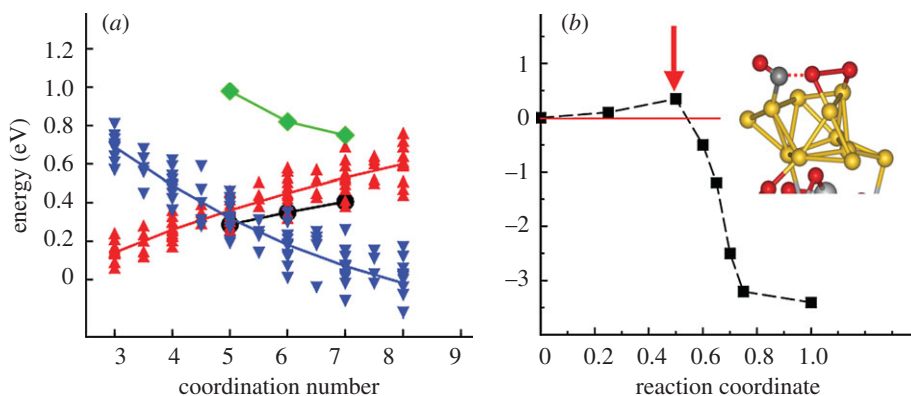 (a)
1.2
1.0
0.8
0.6
0.4
0.2
0
energy (eV)
3 4 5 6 7 8 9
coordination number
(b)
1
0
−1
−2
−3
0 0.2 0.4 0.6 0.8 1.0
reaction coordinate